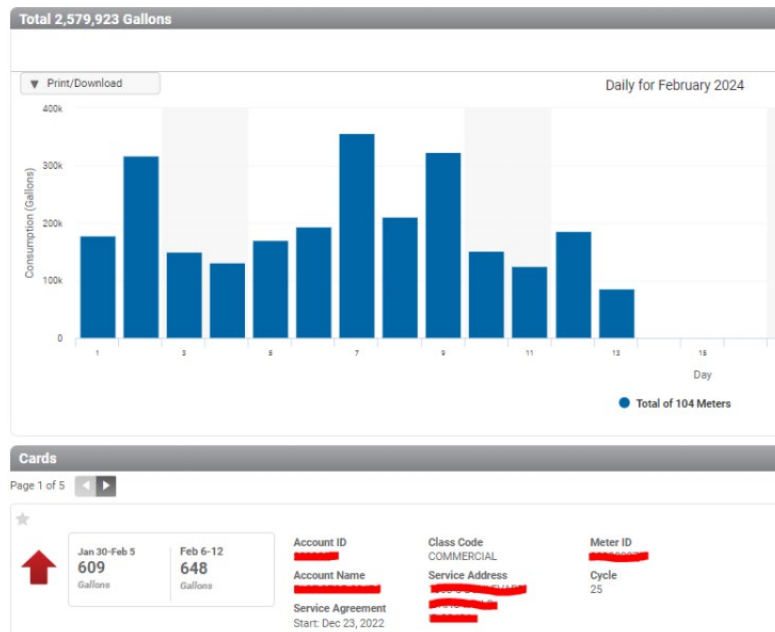 Total 2,579,923 Gallons
Print/Download
Daily for February 2024
Consumption (Gallons)
400k
300k
200k
100k
0
1 3 5 7 9 11 13 15
Day
Total of 104 Meters
Cards
Page 1 of 5
Jan 30-Feb 5
609
Gallons
Feb 6-12
648
Gallons
Account ID
Account Name
Service Agreement
Start: Dec 23, 2022
Class Code
COMMERCIAL
Service Address
Meter ID
Cycle
25